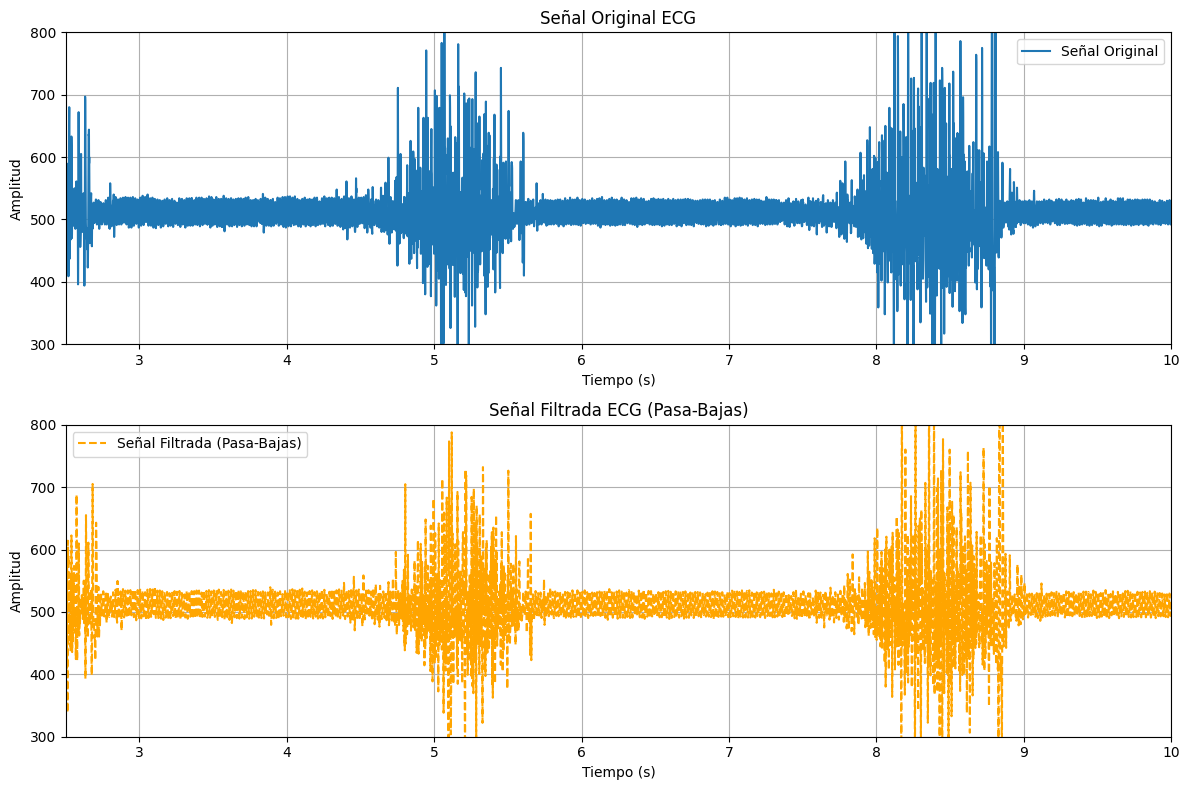 Señal Original ECG
800
700
600
500
400
300
Amplitud
Señal Original
3 4 5 6 7 8 9 10
Tiempo (s)
Señal Filtrada ECG (Pasa-Bajas)
800
700
600
500
400
300
Amplitud
Señal Filtrada (Pasa-Bajas)
3 4 5 6 7 8 9 10
Tiempo (s)